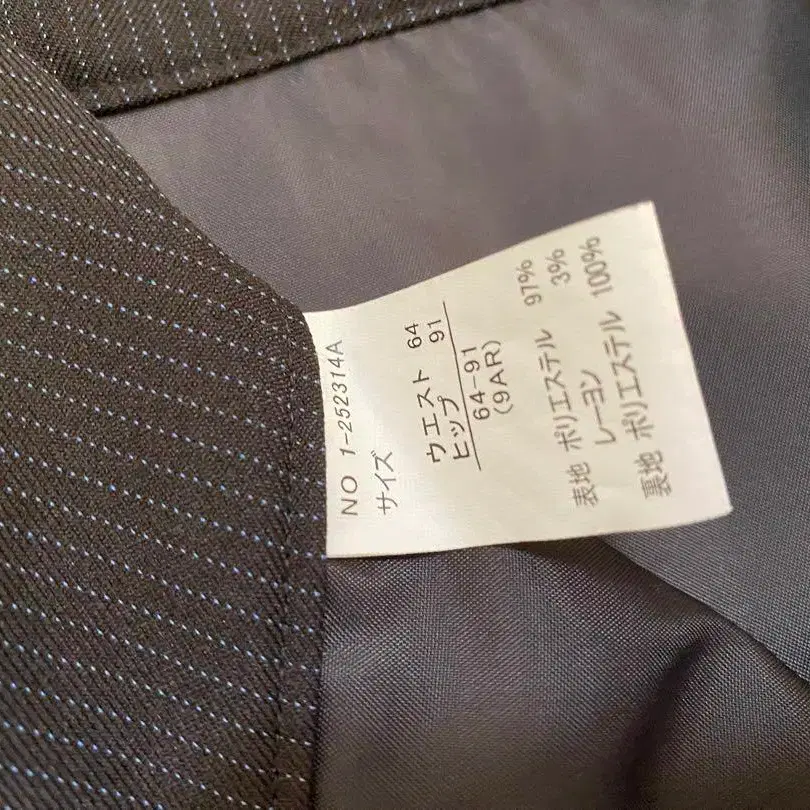 NO 1-252314A
サイズ
ウエスト 64
ヒップ 91
64-91
(9AR)
表地 ポリエステル 97%
レーヨン 3%
裏地 ポリエステル 100%